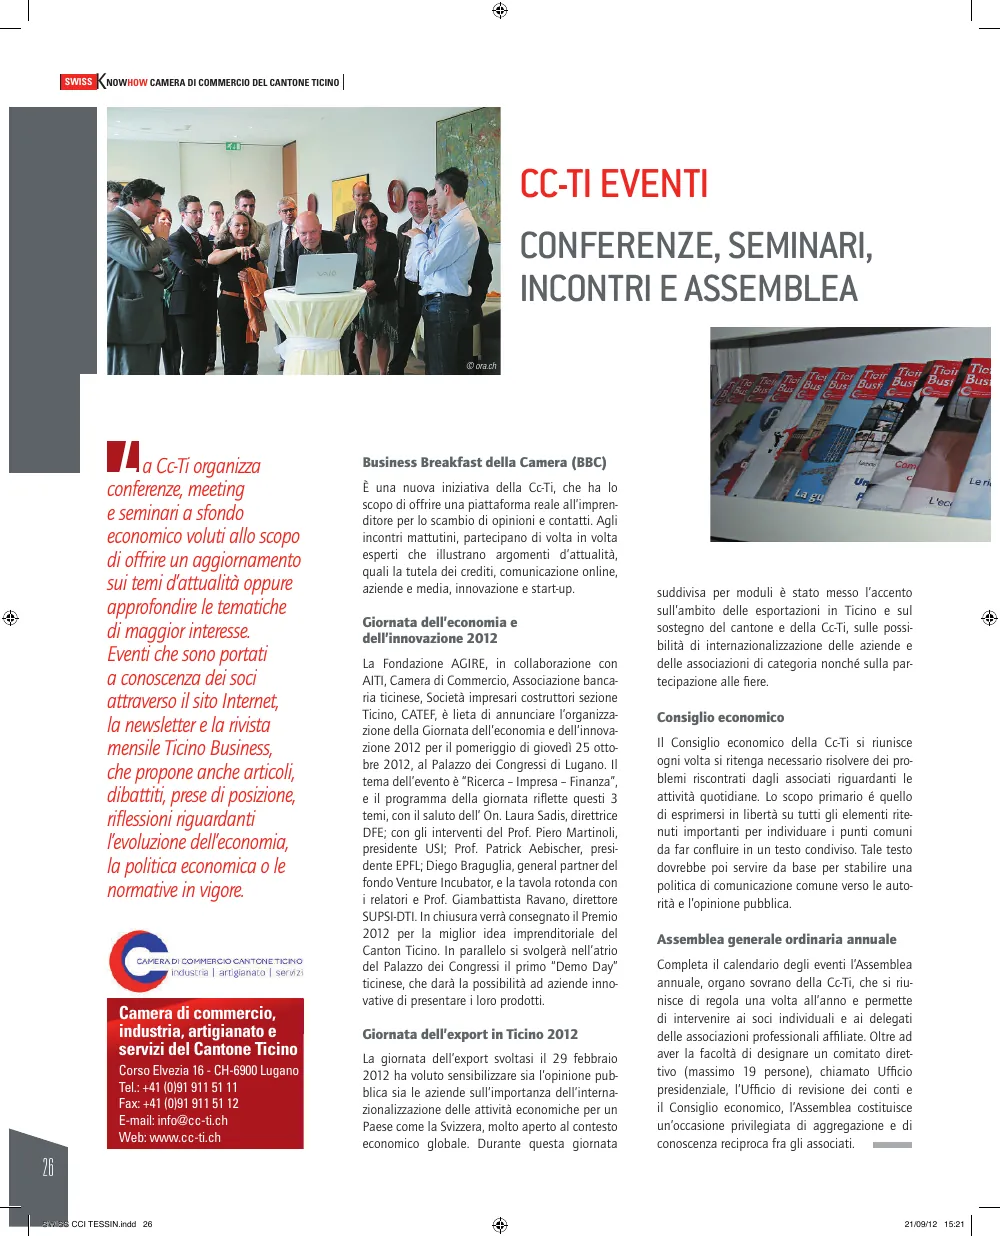 SWISS KNOWHOW CAMERA DI COMMERCIO DEL CANTONE TICINO
© ora.ch
CC-TI EVENTI
CONFERENZE, SEMINARI,
INCONTRI E ASSEMBLEA
La Cc-Ti organizza
conferenze, meeting
e seminari a sfondo
economico voluti allo scopo
di offrire un aggiornamento
sui temi d'attualità oppure
approfondire le tematiche
di maggior interesse.
Eventi che sono portati
a conoscenza dei soci
attraverso il sito Internet,
la newsletter e la rivista
mensile Ticino Business,
che propone anche articoli,
dibattiti, prese di posizione,
riflessioni riguardanti
l'evoluzione dell'economia,
la politica economica o le
normative in vigore.
CAMERA DI COMMERCIO CANTONE TICINO
industria | artigianato | servizi
Camera di commercio,
industria, artigianato e
servizi del Cantone Ticino
Corso Elvezia 16 - CH-6900 Lugano
Tel.: +41 (0)91 911 51 11
Fax: +41 (0)91 911 51 12
E-mail: info@cc-ti.ch
Web: www.cc-ti.ch
Business Breakfast della Camera (BBC)
È una nuova iniziativa della Cc-Ti, che ha lo
scopo di offrire una piattaforma reale all'impren-
ditore per lo scambio di opinioni e contatti. Agli
incontri mattutini, partecipano di volta in volta
esperti che illustrano argomenti d'attualità,
quali la tutela dei crediti, comunicazione online,
aziende e media, innovazione e start-up.
Giornata dell'economia e
dell'innovazione 2012
La Fondazione AGIRE, in collaborazione con
AITI, Camera di Commercio, Associazione banca-
ria ticinese, Società impresari costruttori sezione
Ticino, CATEF, è lieta di annunciare l'organizza-
zione della Giornata dell'economia e dell'innova-
zione 2012 per il pomeriggio di giovedì 25 otto-
bre 2012, al Palazzo dei Congressi di Lugano. Il
tema dell'evento è "Ricerca – Impresa – Finanza",
e il programma della giornata riflette questi 3
temi, con il saluto dell' On. Laura Sadis, direttrice
DFE; con gli interventi del Prof. Piero Martinoli,
presidente USI; Prof. Patrick Aebischer, presi-
dente EPFL; Diego Braguglia, general partner del
fondo Venture Incubator, e la tavola rotonda con
i relatori e Prof. Giambattista Ravano, direttore
SUPSI-DTI. In chiusura verrà consegnato il Premio
2012 per la miglior idea imprenditoriale del
Canton Ticino. In parallelo si svolgerà nell'atrio
del Palazzo dei Congressi il primo "Demo Day"
ticinese, che darà la possibilità ad aziende inno-
vative di presentare i loro prodotti.
Giornata dell'export in Ticino 2012
La giornata dell'export svoltasi il 29 febbraio
2012 ha voluto sensibilizzare sia l'opinione pub-
blica sia le aziende sull'importanza dell'interna-
zionalizzazione delle attività economiche per un
Paese come la Svizzera, molto aperto al contesto
economico globale. Durante questa giornata
suddivisa per moduli è stato messo l'accento
sull'ambito delle esportazioni in Ticino e sul
sostegno del cantone e della Cc-Ti, sulle possi-
bilità di internazionalizzazione delle aziende e
delle associazioni di categoria nonché sulla par-
tecipazione alle fiere.
Consiglio economico
Il Consiglio economico della Cc-Ti si riunisce
ogni volta si ritenga necessario risolvere dei pro-
blemi riscontrati dagli associati riguardanti le
attività quotidiane. Lo scopo primario é quello
di esprimersi in libertà su tutti gli elementi rite-
nuti importanti per individuare i punti comuni
da far confluire in un testo condiviso. Tale testo
dovrebbe poi servire da base per stabilire una
politica di comunicazione comune verso le auto-
rità e l'opinione pubblica.
Assemblea generale ordinaria annuale
Completa il calendario degli eventi l'Assemblea
annuale, organo sovrano della Cc-Ti, che si riu-
nisce di regola una volta all'anno e permette
di intervenire ai soci individuali e ai delegati
delle associazioni professionali affiliate. Oltre ad
aver la facoltà di designare un comitato diret-
tivo (massimo 19 persone), chiamato Ufficio
presidenziale, l'Ufficio di revisione dei conti e
il Consiglio economico, l'Assemblea costituisce
un'occasione privilegiata di aggregazione e di
conoscenza reciproca fra gli associati.
26
SWISS CCI TESSIN.indd 26
21/09/12 15:21